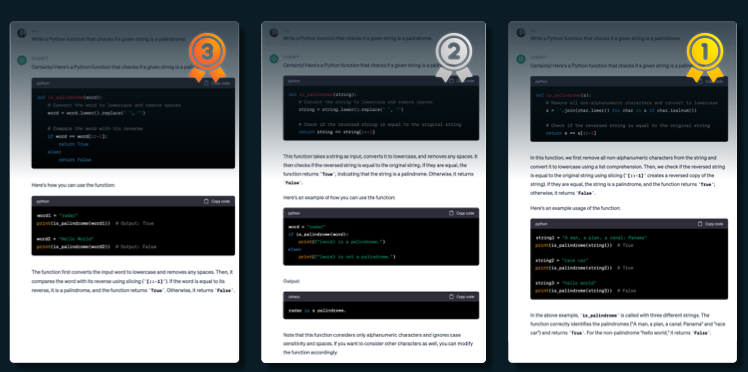 3
You
Write a Python function that checks if a given string is a palindrome.
ChatGPT
Certainly! Here's a Python function that checks if a given string is a
python
Copy code
def is_palindrome(word):
# Convert the word to lowercase and remove spaces
word = word.lower().replace(" ", "")
# Compare the word with its reverse
if word == word[::-1]:
return True
else:
return False
Here's how you can use the function:
python
Copy code
word1 = "radar"
print(is_palindrome(word1)) # Output: True
word2 = "Hello World"
print(is_palindrome(word2)) # Output: False
The function first converts the input word to lowercase and removes any spaces. Then, it
compares the word with its reverse using slicing (`[::-1]`). If the word is equal to its
reverse, it is a palindrome, and the function returns `True`. Otherwise, it returns `False`.
2
Write a Python function that checks if a given string is a palindrome.
Certainly! Here's a Python function that checks if a given string is a
python
Copy code
def is_palindrome(string):
# Convert the string to lowercase and remove spaces
string = string.lower().replace(" ", "")
# Check if the reversed string is equal to the original string
return string == string[::-1]
This function takes a string as input, converts it to lowercase, and removes any spaces. It
then checks if the reversed string is equal to the original string. If they are equal, the
function returns `True`, indicating that the string is a palindrome. Otherwise, it returns
`False`.
Here's an example of how you can use the function:
python
Copy code
word = "radar"
if is_palindrome(word):
print(f"{word} is a palindrome.")
else:
print(f"{word} is not a palindrome.")
Output:
Copy code
radar is a palindrome.
Note that this function considers only alphanumeric characters and ignores case
sensitivity and spaces. If you want to consider other characters as well, you can modify
the function accordingly.
1
Write a Python function that checks if a given string is a palindrome.
Certainly! Here's a Python function that checks if a given string is a
python
Copy code
def is_palindrome(s):
# Remove all non-alphanumeric characters and convert to lowercase
s = ''.join(char.lower() for char in s if char.isalnum())
# Check if the reversed string is equal to the original string
return s == s[::-1]
In this function, we first remove all non-alphanumeric characters from the string and
convert it to lowercase using a list comprehension. Then, we check if the reversed string
is equal to the original string using slicing (`[::-1]` creates a reversed copy of the
string). If they are equal, the string is a palindrome, and the function returns `True`;
otherwise, it returns `False`.
Here's an example usage of the function:
python
Copy code
string1 = "A man, a plan, a canal: Panama"
print(is_palindrome(string1)) # True
string2 = "race car"
print(is_palindrome(string2)) # True
string3 = "hello world"
print(is_palindrome(string3)) # False
In the above example, `is_palindrome` is called with three different strings. The
function correctly identifies the palindromes ("A man, a plan, a canal: Panama" and "race
car") and returns `True`. For the non-palindrome "hello world," it returns `False`.